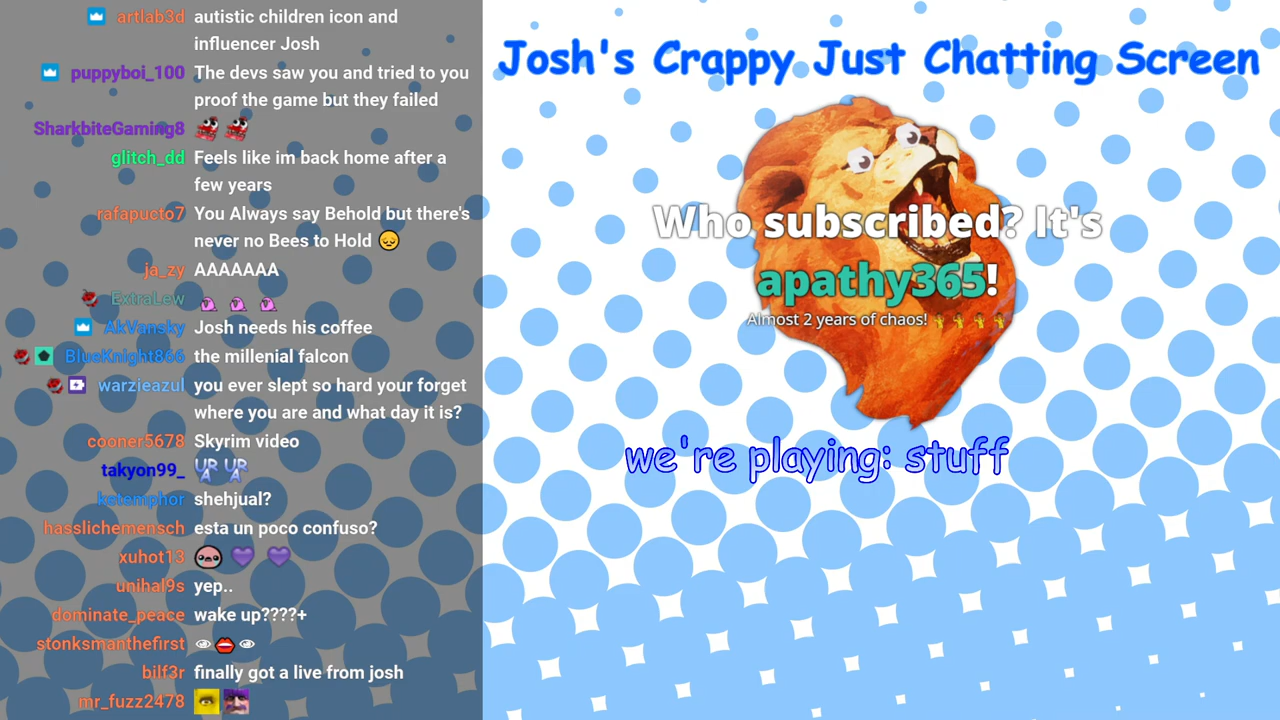 artlab3d autistic children icon and
influencer Josh
puppyboi_100 The devs saw you and tried to you
proof the game but they failed
SharkbiteGaming8
glitch_dd Feels like im back home after a
few years
rafapucto7 You Always say Behold but there's
never no Bees to Hold
ja_zy AAAAAAA
ExtraLew
AkVansky Josh needs his coffee
BlueKnight866 the millenial falcon
warzieazul you ever slept so hard your forget
where you are and what day it is?
cooner5678 Skyrim video
takyon99_ URA URA
ketemphor shehjual?
hasslichemensch esta un poco confuso?
xuhot13
unihal9s yep..
dominate_peace wake up????+
stonksmanthefirst
bilf3r finally got a live from josh
mr_fuzz2478
Josh's Crappy Just Chatting Screen
Who subscribed? It's
apathy365!
Almost 2 years of chaos!
we're playing: stuff